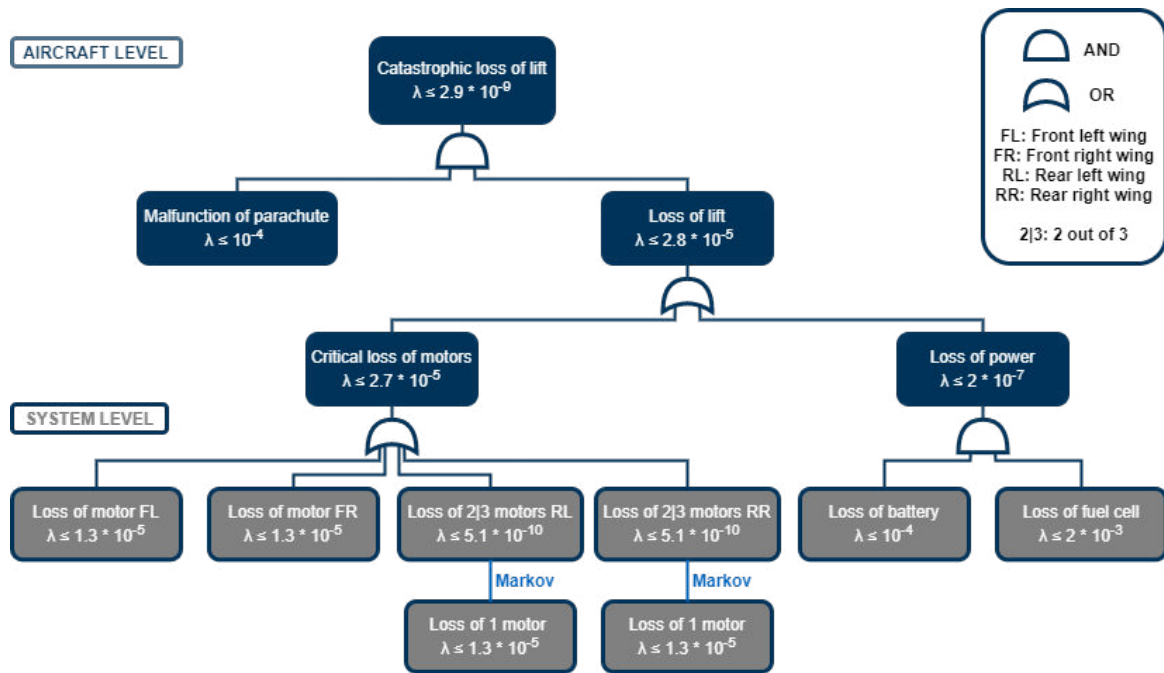 AIRCRAFT LEVEL
Catastrophic loss of lift
λ ≤ 2.9 * 10⁻⁹
AND
OR
FL: Front left wing
FR: Front right wing
RL: Rear left wing
RR: Rear right wing
2|3: 2 out of 3
Malfunction of parachute
λ ≤ 10⁻⁴
Loss of lift
λ ≤ 2.8 * 10⁻⁵
Critical loss of motors
λ ≤ 2.7 * 10⁻⁵
Loss of power
λ ≤ 2 * 10⁻⁷
SYSTEM LEVEL
Loss of motor FL
λ ≤ 1.3 * 10⁻⁵
Loss of motor FR
λ ≤ 1.3 * 10⁻⁵
Loss of 2|3 motors RL
λ ≤ 5.1 * 10⁻¹⁰
Loss of 2|3 motors RR
λ ≤ 5.1 * 10⁻¹⁰
Loss of battery
λ ≤ 10⁻⁴
Loss of fuel cell
λ ≤ 2 * 10⁻³
Markov
Markov
Loss of 1 motor
λ ≤ 1.3 * 10⁻⁵
Loss of 1 motor
λ ≤ 1.3 * 10⁻⁵